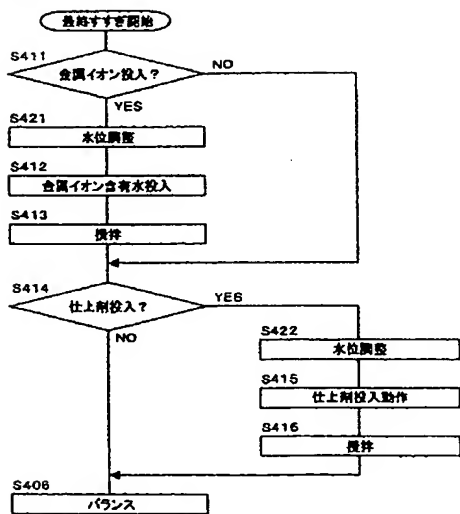 最終すすぎ開始
S411
金属イオン投入？
NO
YES
S421
水位調整
S412
金属イオン含有水投入
S413
攪拌
S414
仕上剤投入？
YES
NO
S422
水位調整
S415
仕上剤投入動作
S416
攪拌
S406
バランス